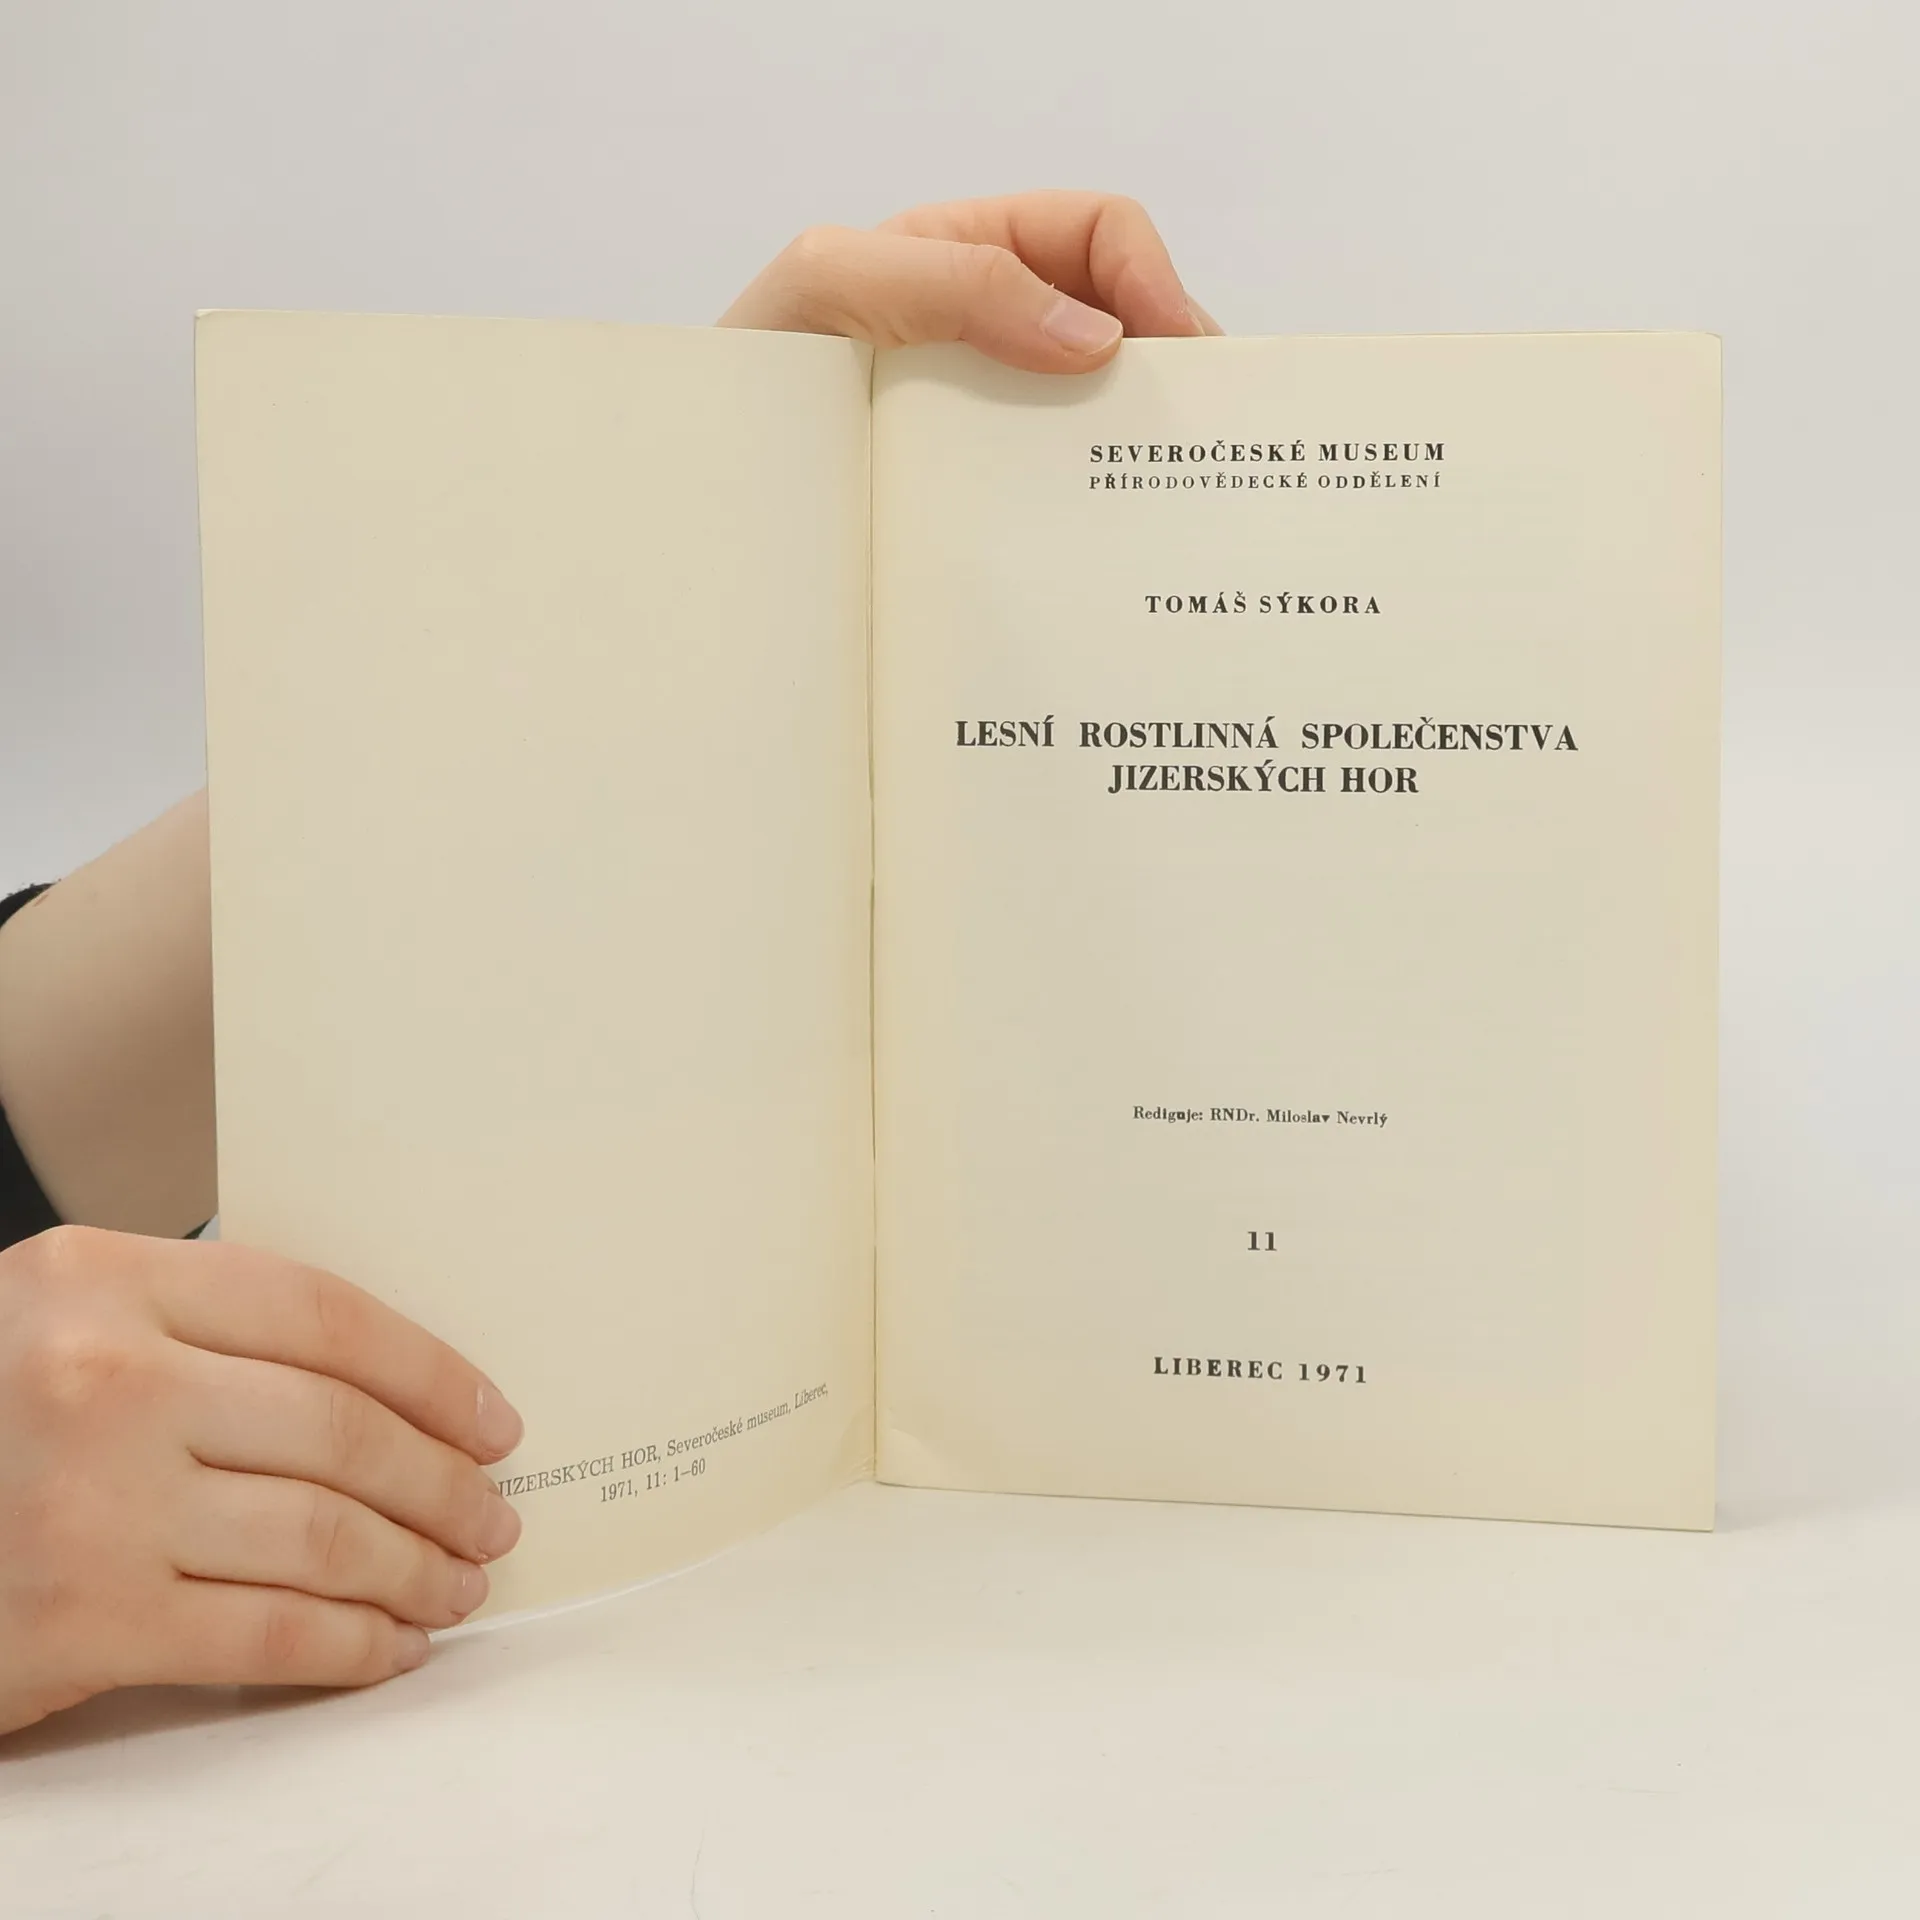 JIZERSKÝCH HOR, Severočeské museum, Liberec,
1971, 11: 1–60
SEVEROČESKÉ MUSEUM
PŘÍRODOVĚDECKÉ ODDĚLENÍ
TOMÁŠ SÝKORA
LESNÍ ROSTLINNÁ SPOLEČENSTVA
JIZERSKÝCH HOR
Rediguje: RNDr. Miloslav Nevrlý
11
LIBEREC 1971